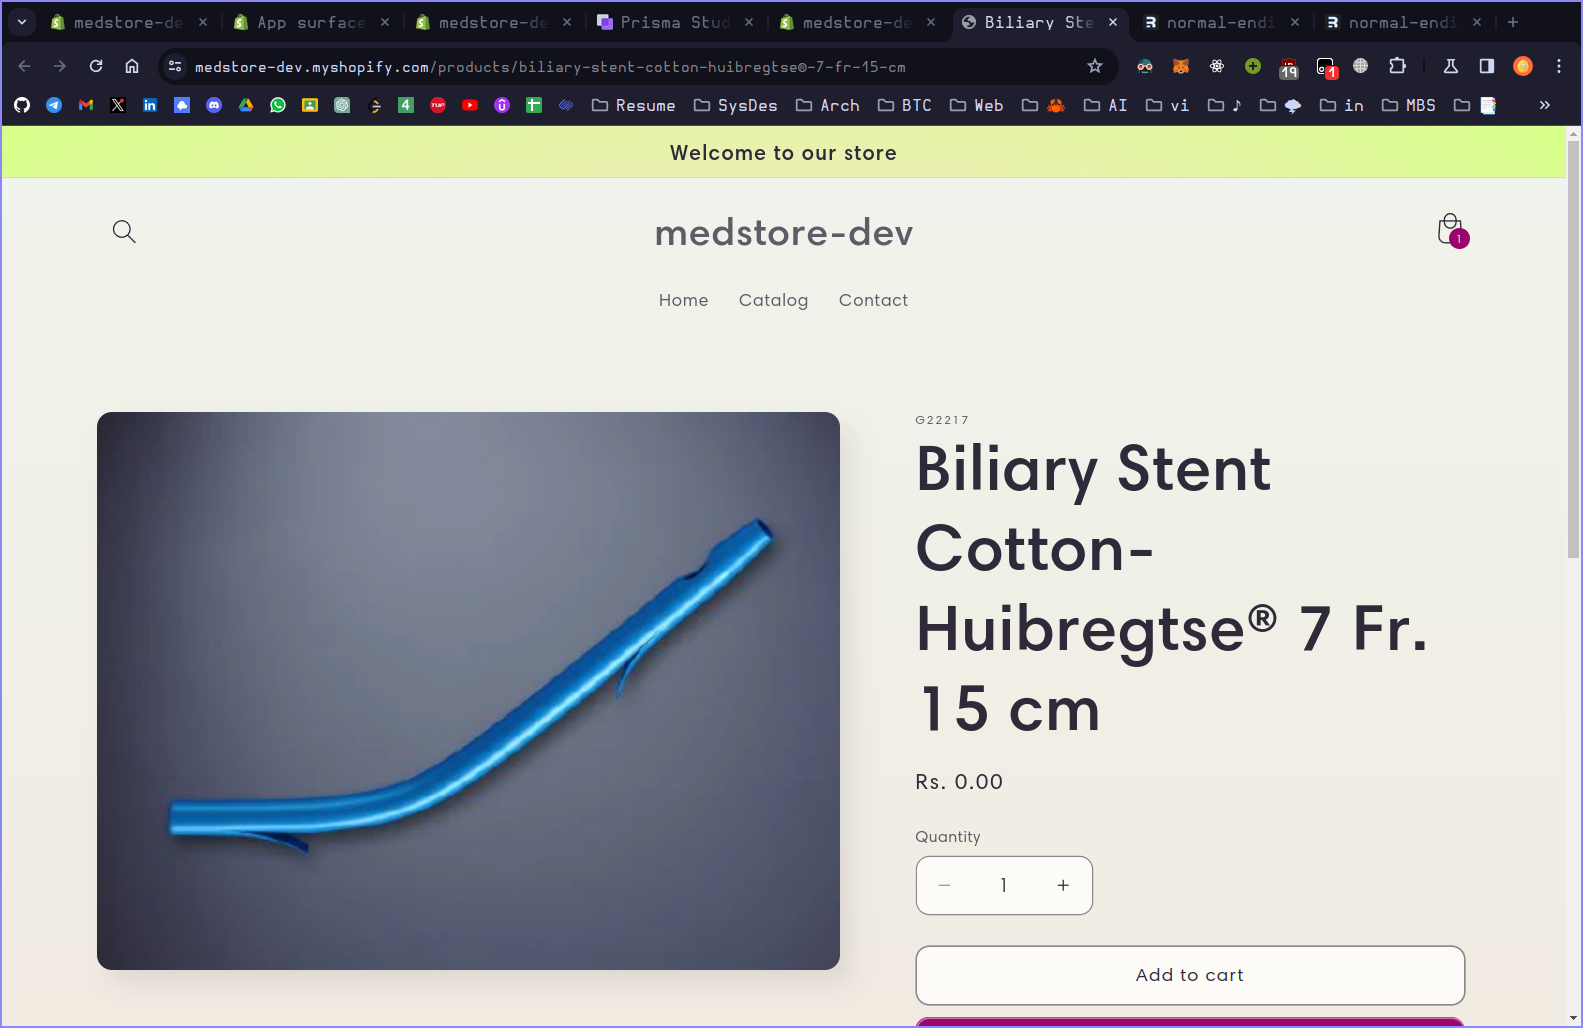 medstore-de
App surface
medstore-de
Prisma Stud
medstore-de
Biliary Ste
normal-endi
normal-endi
medstore-dev.myshopify.com/products/biliary-stent-cotton-huibregtse®-7-fr-15-cm
19
1
4
Resume
SysDes
Arch
BTC
Web
AI
vi
in
MBS
Welcome to our store
medstore-dev
1
Home
Catalog
Contact
G22217
Biliary Stent
Cotton-
Huibregtse® 7 Fr.
15 cm
Rs. 0.00
Quantity
1
Add to cart